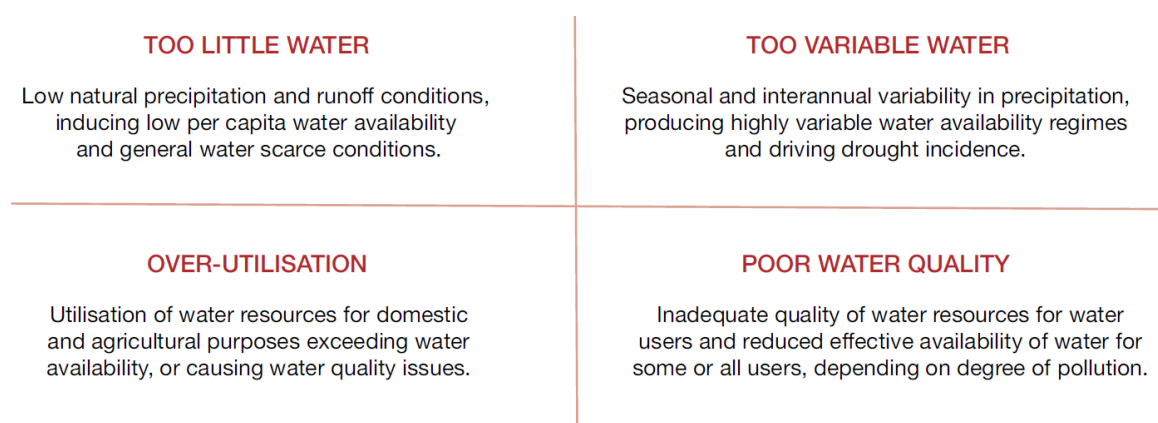 TOO LITTLE WATER
Low natural precipitation and runoff conditions,
inducing low per capita water availability
and general water scarce conditions.
TOO VARIABLE WATER
Seasonal and interannual variability in precipitation,
producing highly variable water availability regimes
and driving drought incidence.
OVER-UTILISATION
Utilisation of water resources for domestic
and agricultural purposes exceeding water
availability, or causing water quality issues.
POOR WATER QUALITY
Inadequate quality of water resources for water
users and reduced effective availability of water for
some or all users, depending on degree of pollution.